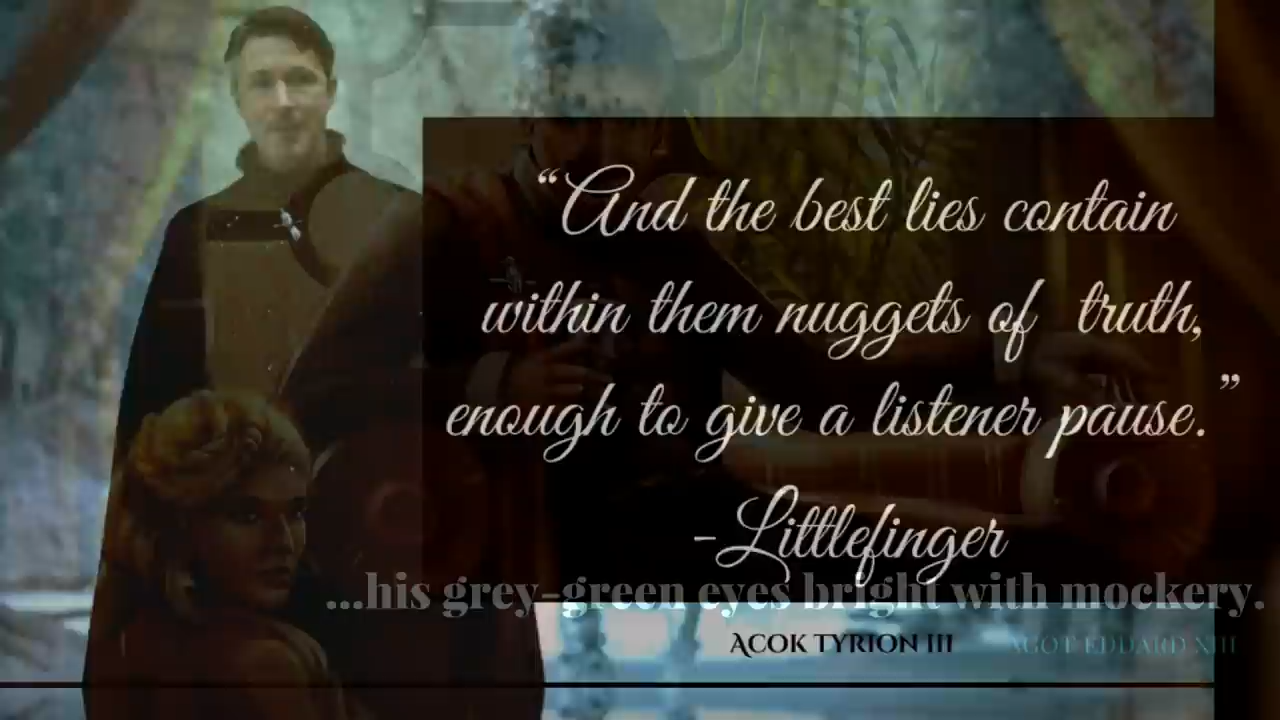 “And the best lies contain
within them nuggets of truth,
enough to give a listener pause.”
-Littlefinger
...his grey-green eyes bright with mockery.
ACOK TYRION III
AGOT EDDARD XIII